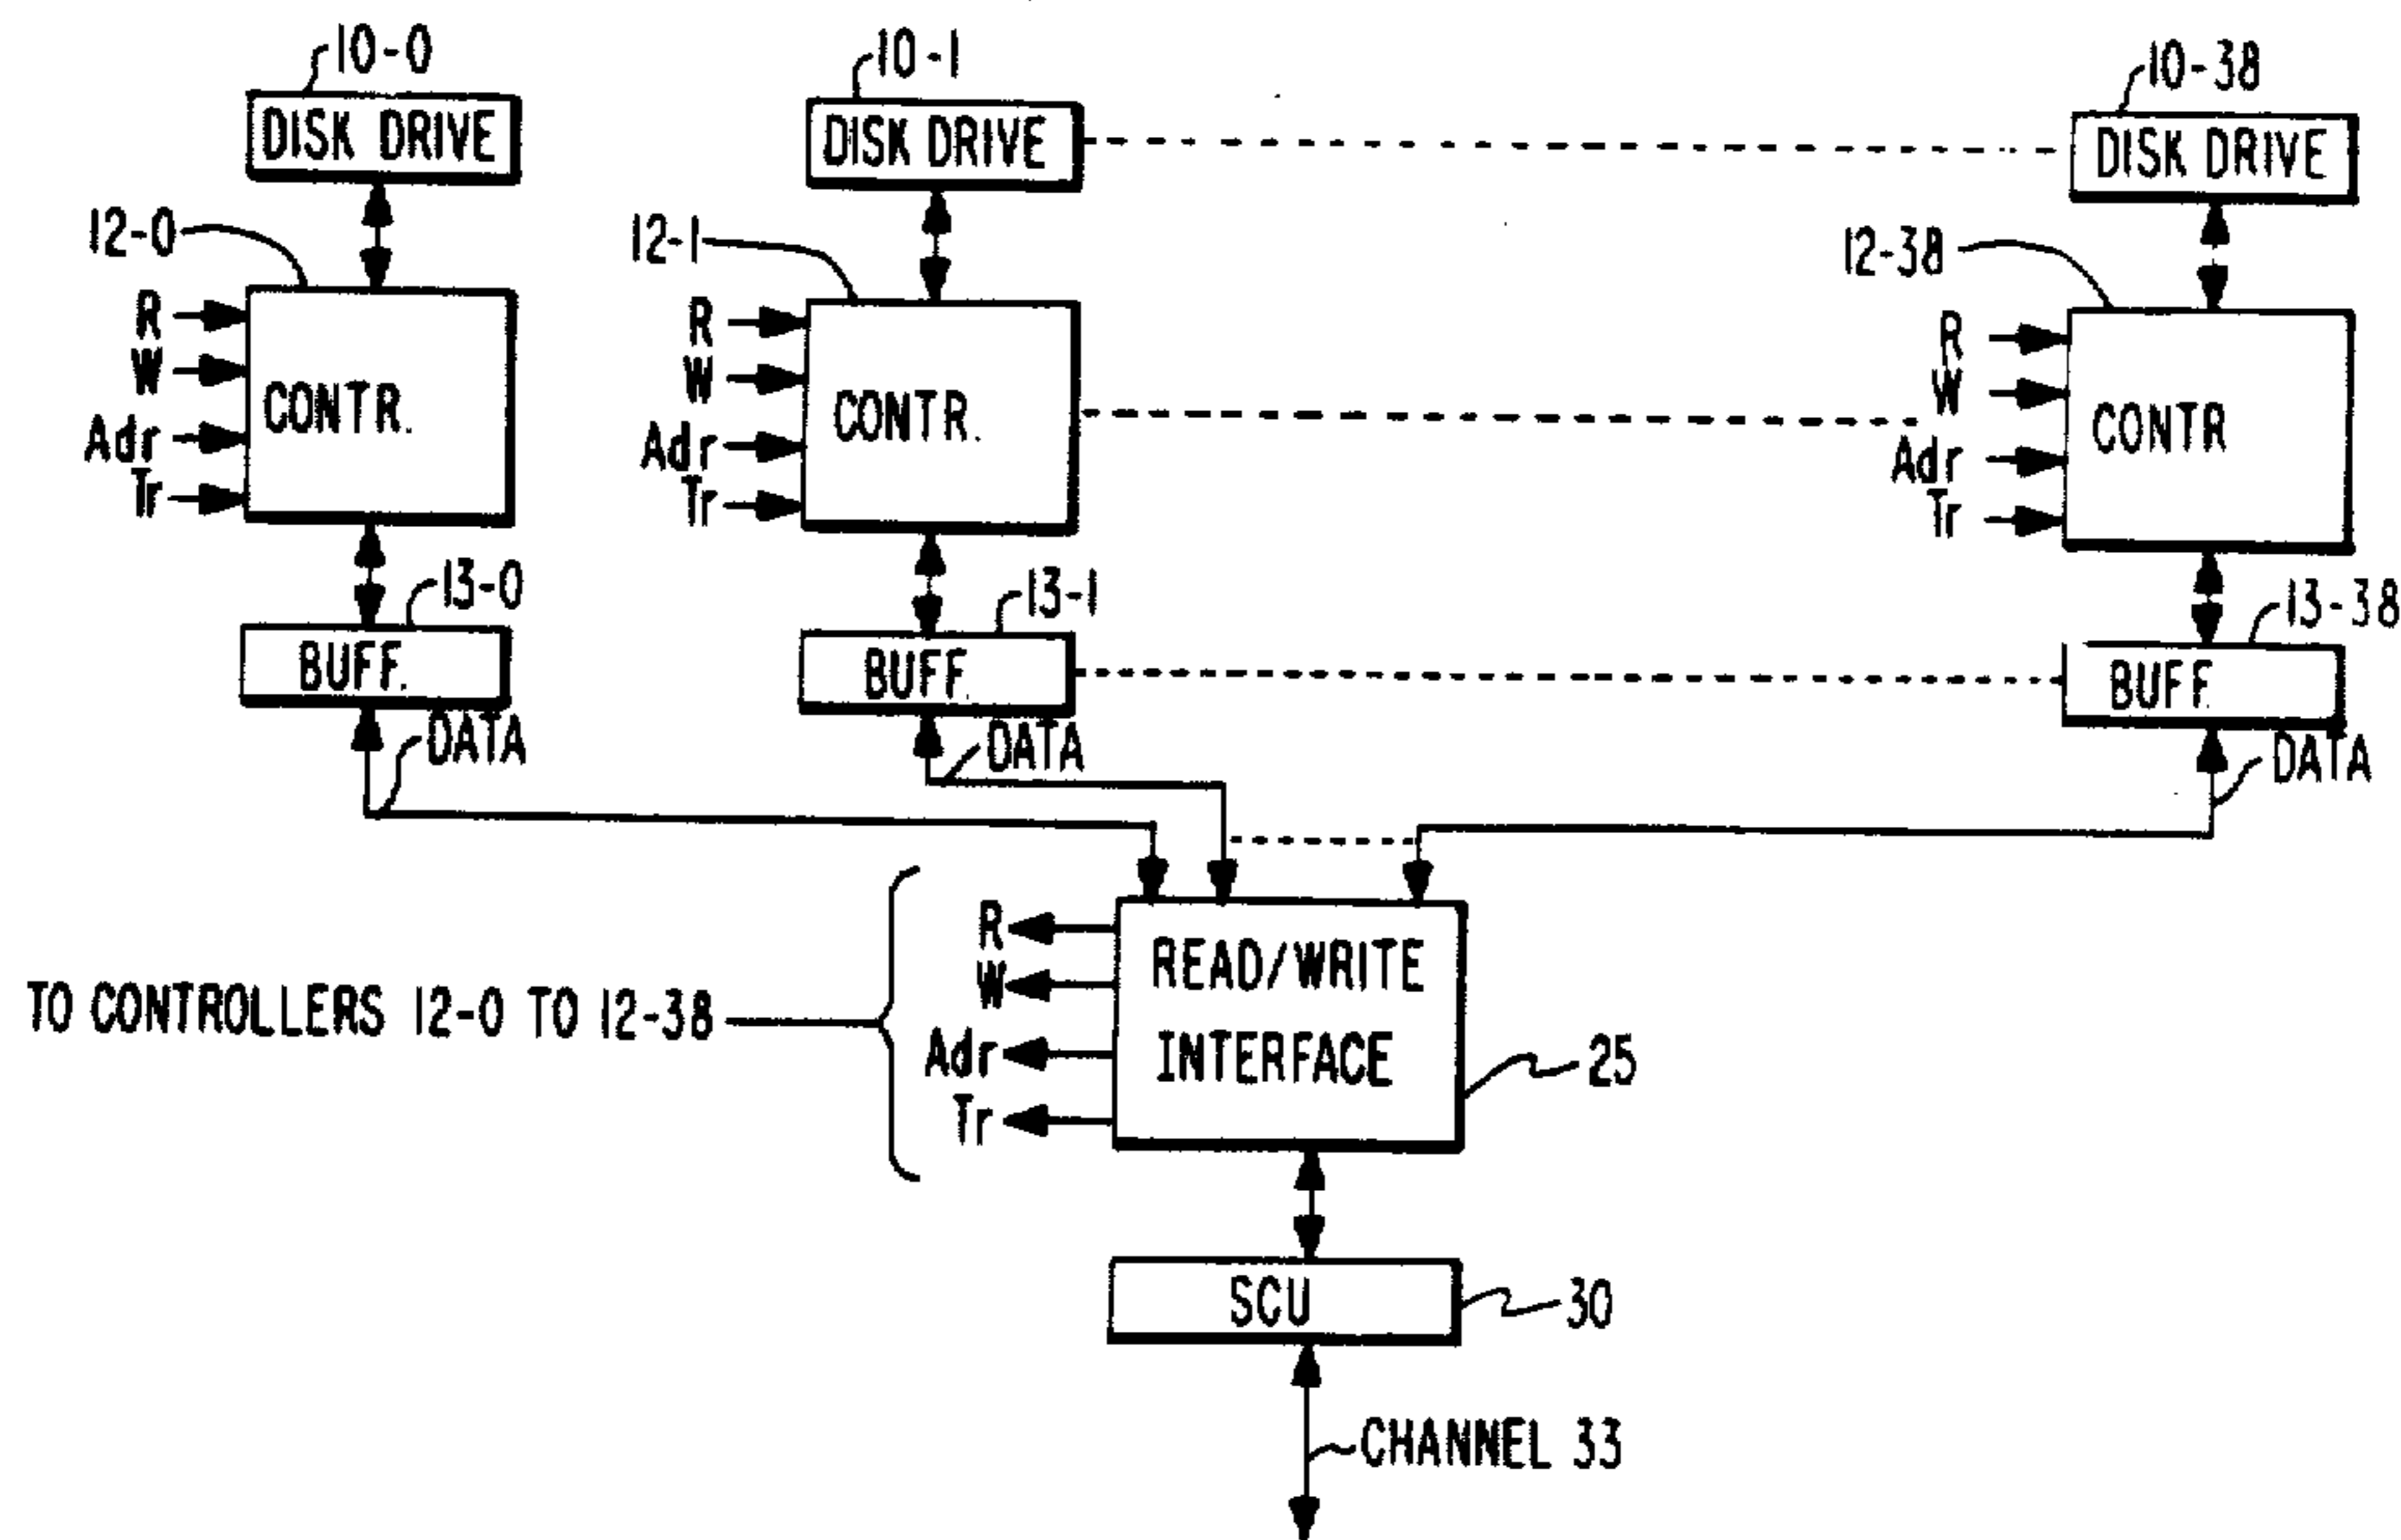 10-0
10-1
10-38
DISK DRIVE
DISK DRIVE
DISK DRIVE
12-0
12-1
12-38
R
W
Adr
Tr
CONTR.
R
W
Adr
Tr
CONTR.
R
W
Adr
Tr
CONTR
13-0
13-1
13-38
BUFF.
BUFF.
BUFF.
DATA
DATA
DATA
TO CONTROLLERS 12-0 TO 12-38
R
W
Adr
Tr
READ/WRITE
INTERFACE
25
SCU
30
CHANNEL 33